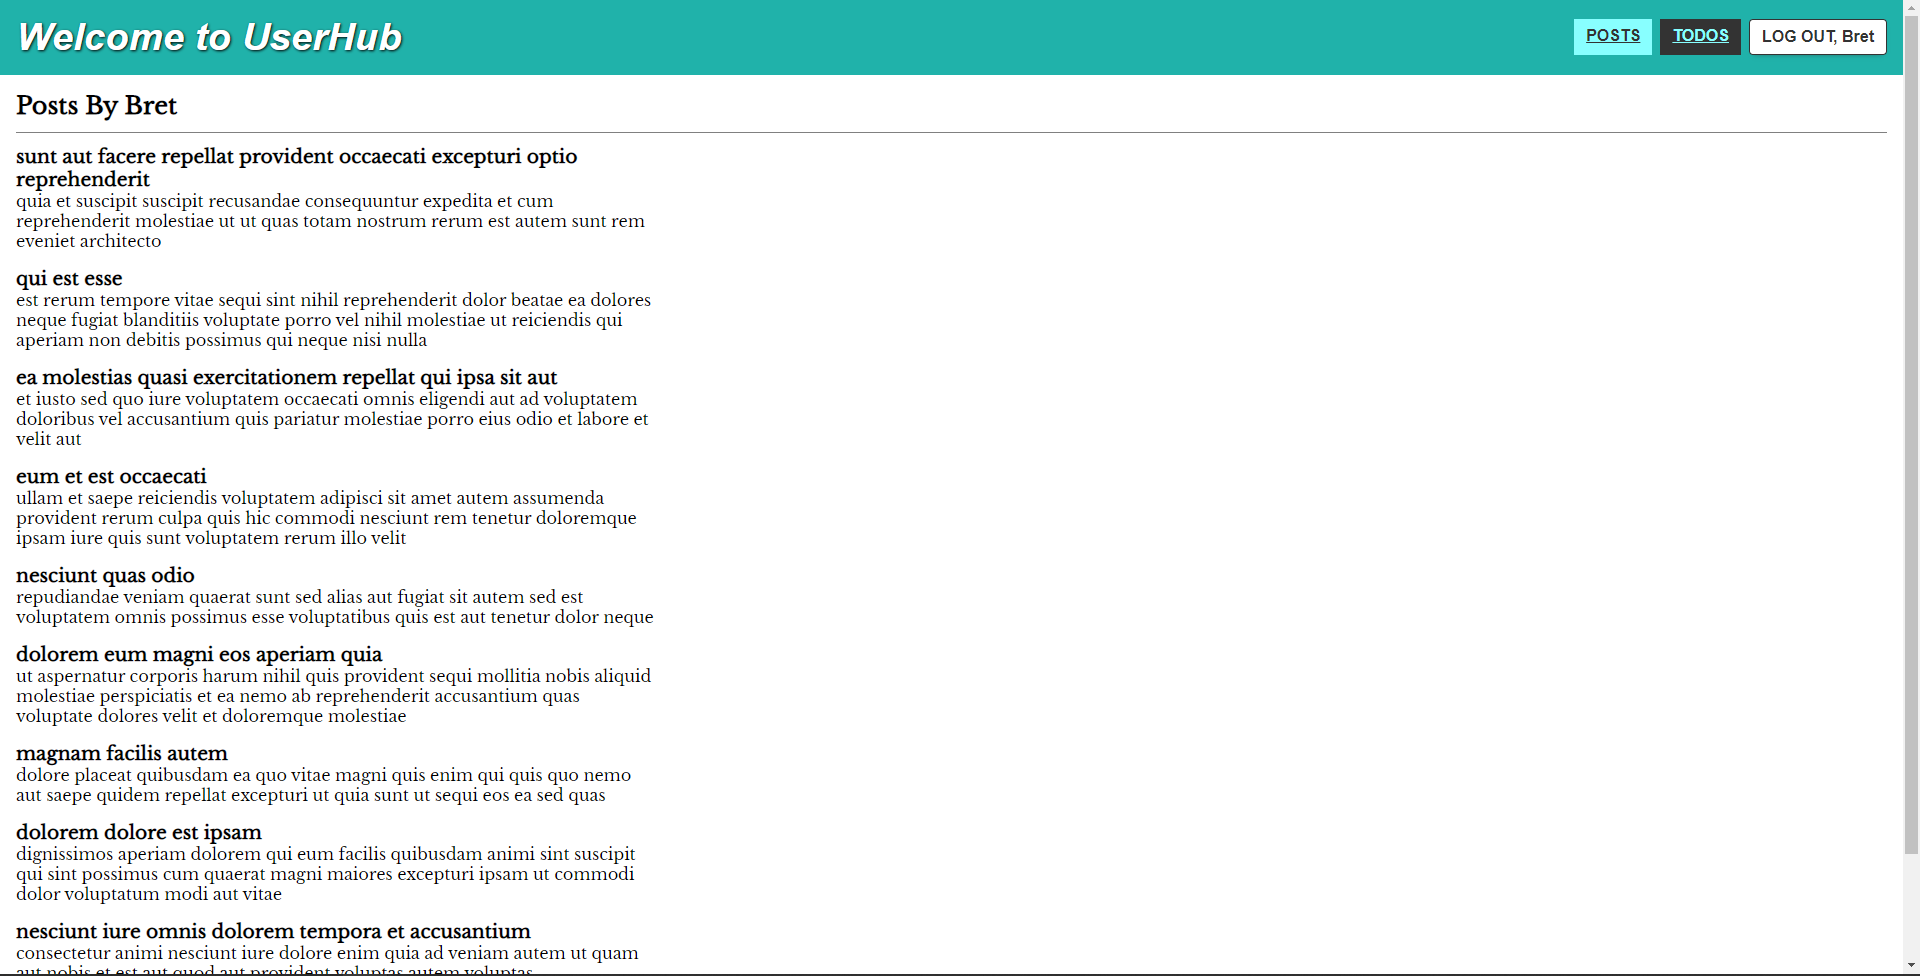 Welcome to UserHub
POSTS
TODOS
LOG OUT, Bret
Posts By Bret
sunt aut facere repellat provident occaecati excepturi optio
reprehenderit
quia et suscipit suscipit recusandae consequuntur expedita et cum
reprehenderit molestiae ut ut quas totam nostrum rerum est autem sunt rem
eveniet architecto
qui est esse
est rerum tempore vitae sequi sint nihil reprehenderit dolor beatae ea dolores
neque fugiat blanditiis voluptate porro vel nihil molestiae ut reiciendis qui
aperiam non debitis possimus qui neque nisi nulla
ea molestias quasi exercitationem repellat qui ipsa sit aut
et iusto sed quo iure voluptatem occaecati omnis eligendi aut ad voluptatem
doloribus vel accusantium quis pariatur molestiae porro eius odio et labore et
velit aut
eum et est occaecati
ullam et saepe reiciendis voluptatem adipisci sit amet autem assumenda
provident rerum culpa quis hic commodi nesciunt rem tenetur doloremque
ipsam iure quis sunt voluptatem rerum illo velit
nesciunt quas odio
repudiandae veniam quaerat sunt sed alias aut fugiat sit autem sed est
voluptatem omnis possimus esse voluptatibus quis est aut tenetur dolor neque
dolorem eum magni eos aperiam quia
ut aspernatur corporis harum nihil quis provident sequi mollitia nobis aliquid
molestiae perspiciatis et ea nemo ab reprehenderit accusantium quas
voluptate dolores velit et doloremque molestiae
magnam facilis autem
dolore placeat quibusdam ea quo vitae magni quis enim qui quis quo nemo
aut saepe quidem repellat excepturi ut quia sunt ut sequi eos ea sed quas
dolorem dolore est ipsam
dignissimos aperiam dolorem qui eum facilis quibusdam animi sint suscipit
qui sint possimus cum quaerat magni maiores excepturi ipsam ut commodi
dolor voluptatum modi aut vitae
nesciunt iure omnis dolorem tempora et accusantium
consectetur animi nesciunt iure dolore enim quia ad veniam autem ut quam
aut nobis et est aut quod aut provident voluptas autem voluptas